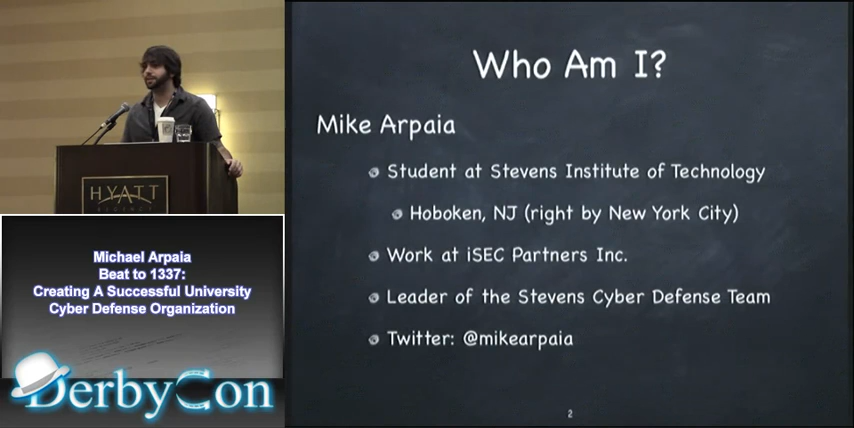 HYATT
Michael Arpaia
Beat to 1337:
Creating A Successful University
Cyber Defense Organization
DerbyCon
Who Am I?
Mike Arpaia
Student at Stevens Institute of Technology
Hoboken, NJ (right by New York City)
Work at iSEC Partners Inc.
Leader of the Stevens Cyber Defense Team
Twitter: @mikearpaia
2